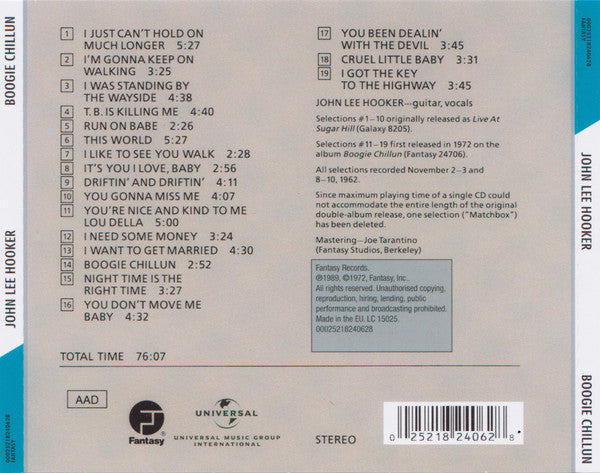 00025218240628
FANTASY
BOOGIE CHILLUN
JOHN LEE HOOKER
1 I JUST CAN'T HOLD ON
MUCH LONGER 5:27
2 I'M GONNA KEEP ON
WALKING 3:25
3 I WAS STANDING BY
THE WAYSIDE 4:38
4 T.B. IS KILLING ME 4:40
5 RUN ON BABE 2:26
6 THIS WORLD 5:33
7 I LIKE TO SEE YOU WALK 2:28
8 IT'S YOU I LOVE, BABY 2:56
9 DRIFTIN' AND DRIFTIN' 4:11
10 YOU GONNA MISS ME 4:07
11 YOU'RE NICE AND KIND TO ME
LOU DELLA 5:00
12 I NEED SOME MONEY 3:24
13 I WANT TO GET MARRIED 4:30
14 BOOGIE CHILLUN 2:52
15 NIGHT TIME IS THE
RIGHT TIME 3:27
16 YOU DON'T MOVE ME
BABY 4:32
TOTAL TIME 76:07
17 YOU BEEN DEALIN'
WITH THE DEVIL 3:45
18 CRUEL LITTLE BABY 3:31
19 I GOT THE KEY
TO THE HIGHWAY 3:45
JOHN LEE HOOKER—guitar, vocals
Selections #1–10 originally released as Live At
Sugar Hill (Galaxy 8205).
Selections #11–19 first released in 1972 on the
album Boogie Chillun (Fantasy 24706).
All selections recorded November 2–3 and
8–10, 1962.
Since maximum playing time of a single CD could
not accommodate the entire length of the original
double-album release, one selection ("Matchbox")
has been deleted.
Mastering—Joe Tarantino
(Fantasy Studios, Berkeley)
Fantasy Records.
℗1989, ©1972, Fantasy, Inc..
All rights reserved. Unauthorised copying,
reproduction, hiring, lending, public
performance and broadcasting prohibited.
Made in the EU. LC 15025.
00025218240628
AAD
Fantasy
UNIVERSAL
UNIVERSAL MUSIC GROUP
INTERNATIONAL
STEREO
0 25218 24062 8
00025218240628
FANTASY
JOHN LEE HOOKER
BOOGIE CHILLUN